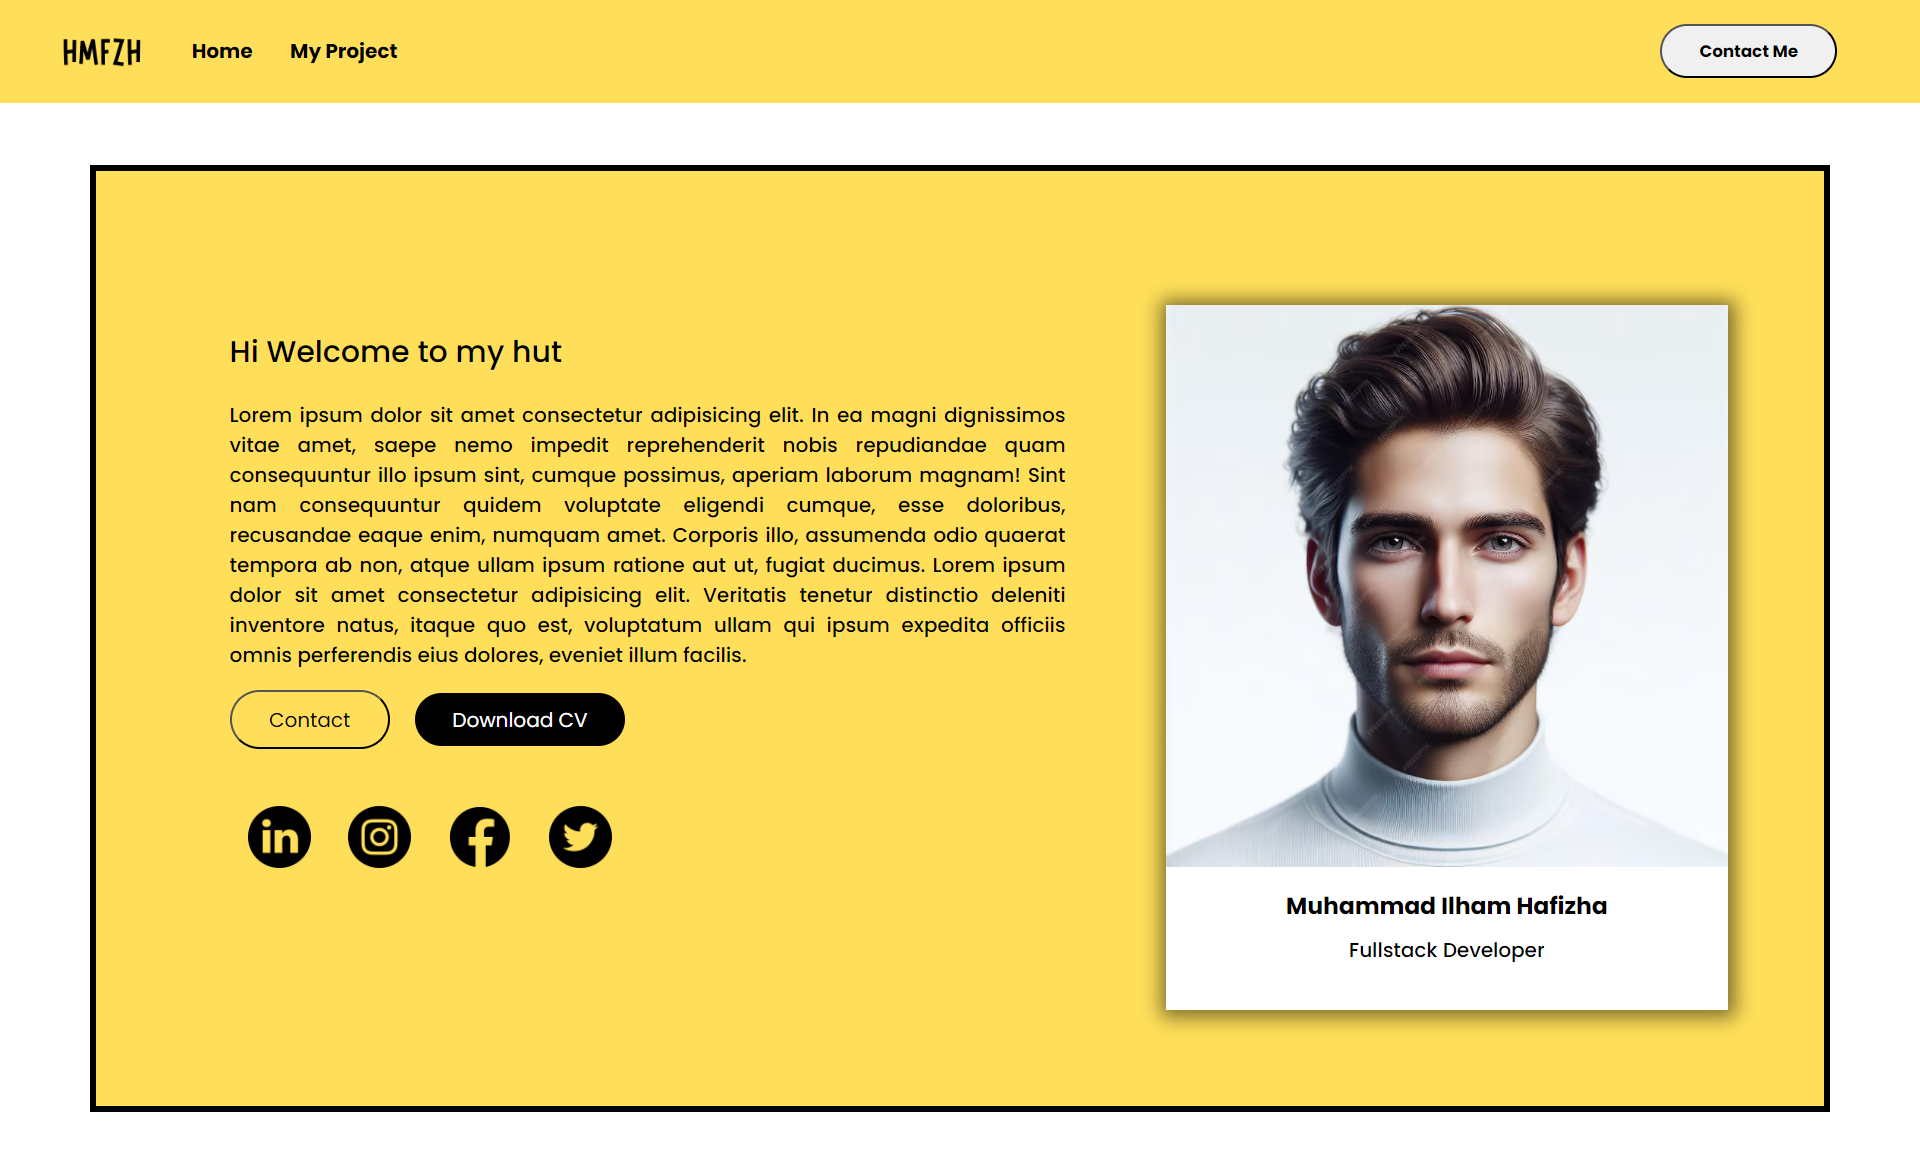 HMFZH Home My Project Contact Me
Hi Welcome to my hut
Lorem ipsum dolor sit amet consectetur adipisicing elit. In ea magni dignissimos
vitae amet, saepe nemo impedit reprehenderit nobis repudiandae quam
consequuntur illo ipsum sint, cumque possimus, aperiam laborum magnam! Sint
nam consequuntur quidem voluptate eligendi cumque, esse doloribus,
recusandae eaque enim, numquam amet. Corporis illo, assumenda odio quaerat
tempora ab non, atque ullam ipsum ratione aut ut, fugiat ducimus. Lorem ipsum
dolor sit amet consectetur adipisicing elit. Veritatis tenetur distinctio deleniti
inventore natus, itaque quo est, voluptatum ullam qui ipsum expedita officiis
omnis perferendis eius dolores, eveniet illum facilis.
Contact Download CV
Muhammad Ilham Hafizha
Fullstack Developer